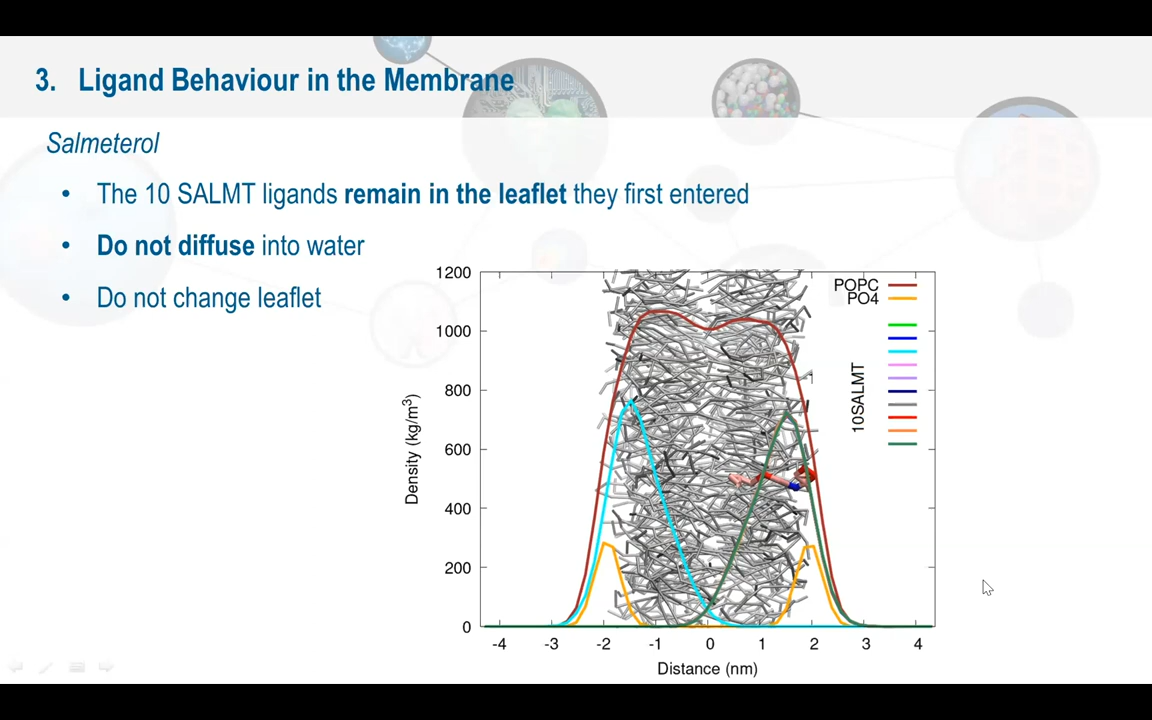 3. Ligand Behaviour in the Membrane
Salmeterol
• The 10 SALMT ligands remain in the leaflet they first entered
• Do not diffuse into water
• Do not change leaflet
1200
1000
800
600
400
200
0
Density (kg/m³)
-4 -3 -2 -1 0 1 2 3 4
Distance (nm)
POPC
PO4
10SALMT